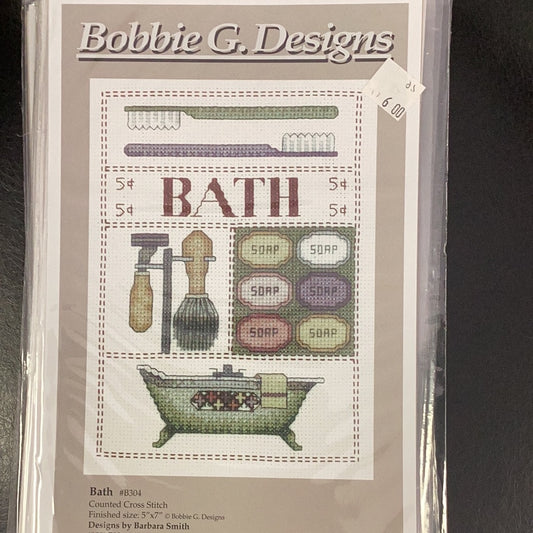 Bobbie G. Designs
6.00
5¢ BATH 5¢
5¢ 5¢
SOAP SOAP
SOAP SOAP
SOAP SOAP
Bath #B304
Counted Cross Stitch
Finished size: 5"x7" © Bobbie G. Designs
Designs by Barbara Smith